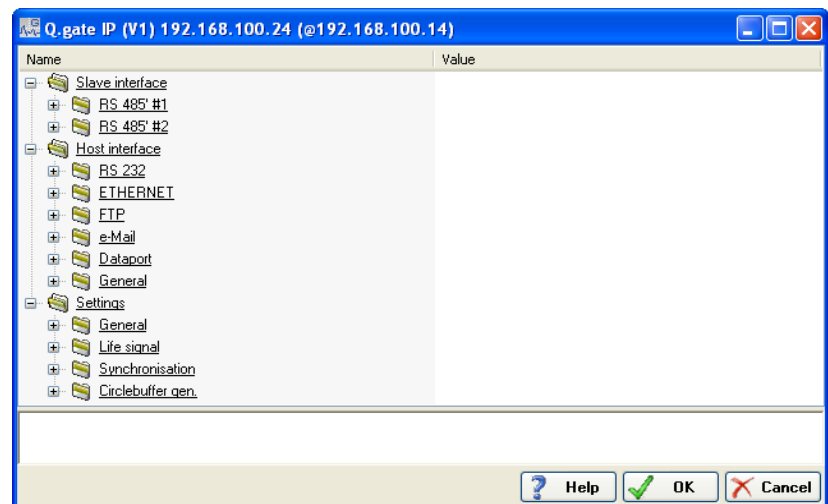 Q.gate IP (V1) 192.168.100.24 (@192.168.100.14)
Name Value
Slave interface
RS 485' #1
RS 485' #2
Host interface
RS 232
ETHERNET
FTP
e-Mail
Dataport
General
Settings
General
Life signal
Synchronisation
Circlebuffer gen.
Help OK Cancel